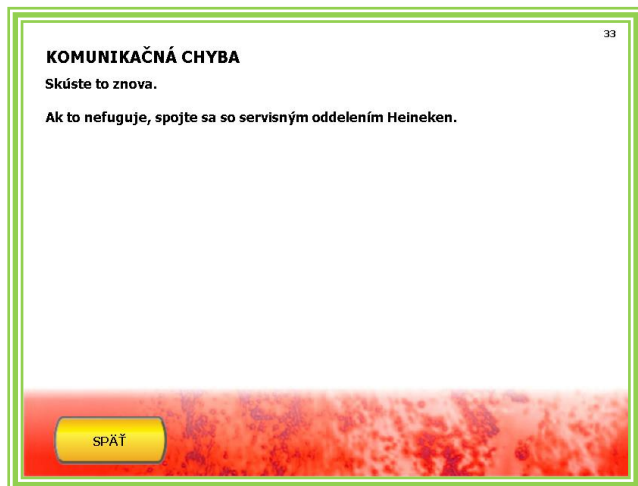 33
KOMUNIKAČNÁ CHYBA
Skúste to znova.
Ak to nefuguje, spojte sa so servisným oddelením Heineken.
SPÄŤ